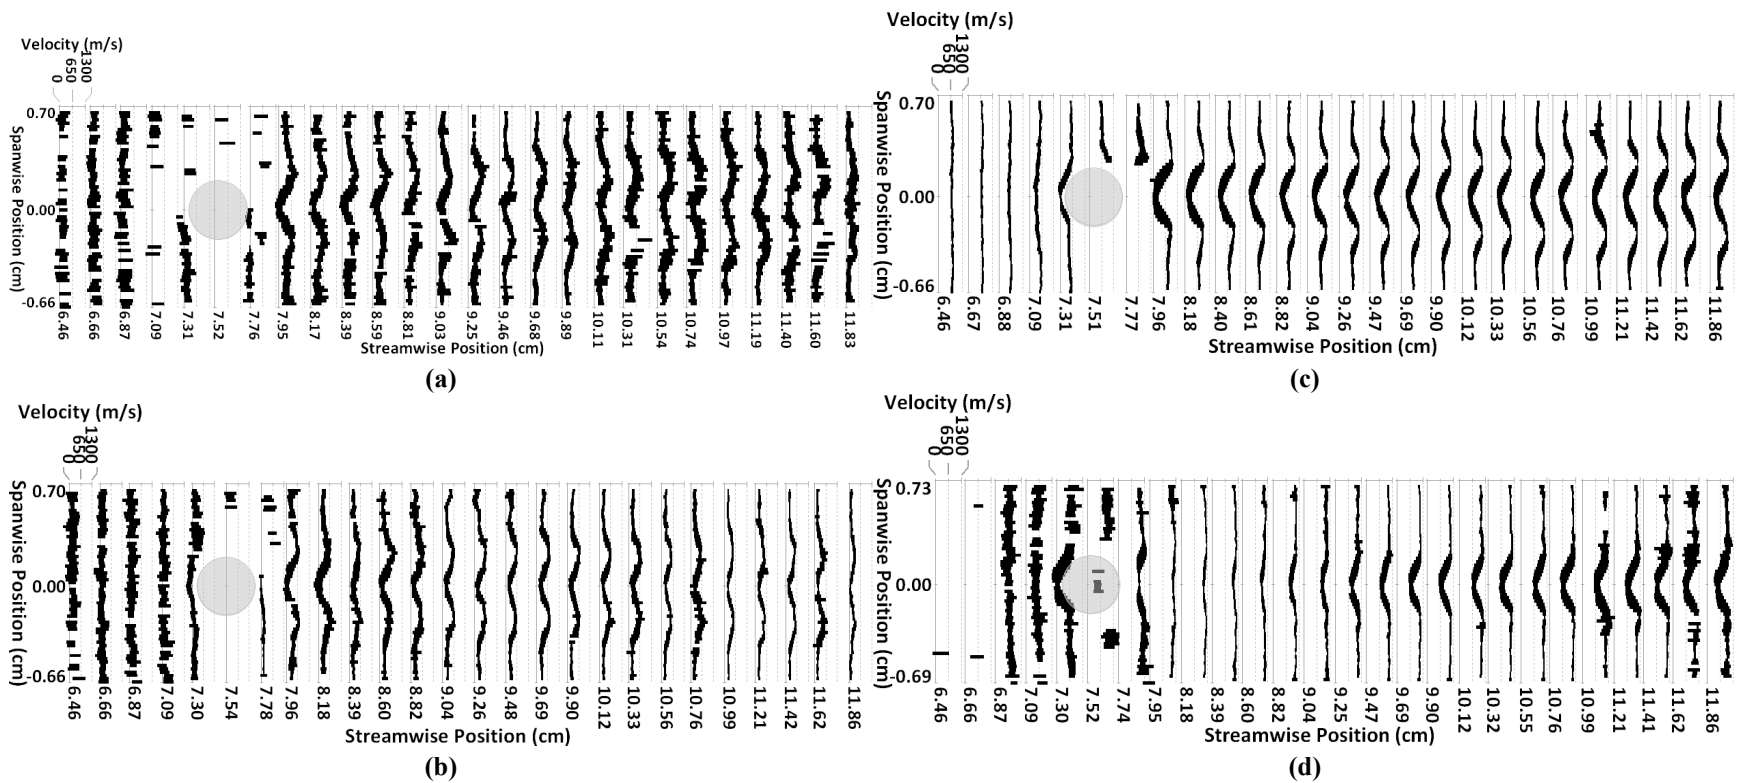 Velocity (m/s)
0 650 1300
Spanwise Position (cm)
0.70
0.00
-0.66
6.46 6.66 6.87 7.09 7.31 7.52 7.76 7.95 8.17 8.39 8.59 8.81 9.03 9.25 9.46 9.68 9.89 10.11 10.31 10.54 10.74 10.97 11.19 11.40 11.60 11.83
Streamwise Position (cm)
(a)
Velocity (m/s)
0 650 1300
Spanwise Position (cm)
0.70
0.00
-0.66
6.46 6.67 6.88 7.09 7.31 7.51 7.77 7.96 8.18 8.40 8.61 8.82 9.04 9.26 9.47 9.69 9.90 10.12 10.33 10.56 10.76 10.99 11.21 11.42 11.62 11.86
Streamwise Position (cm)
(c)
Velocity (m/s)
0 650 1300
Spanwise Position (cm)
0.70
0.00
-0.66
6.46 6.66 6.87 7.09 7.30 7.54 7.78 7.96 8.18 8.39 8.60 8.82 9.04 9.26 9.48 9.69 9.90 10.12 10.33 10.56 10.76 10.99 11.21 11.42 11.62 11.86
Streamwise Position (cm)
(b)
Velocity (m/s)
0 650 1300
Spanwise Position (cm)
0.73
0.00
-0.69
6.46 6.66 6.87 7.09 7.30 7.52 7.74 7.95 8.18 8.39 8.60 8.82 9.04 9.25 9.47 9.69 9.90 10.12 10.32 10.55 10.76 10.99 11.21 11.62 11.86
Streamwise Position (cm)
(d)